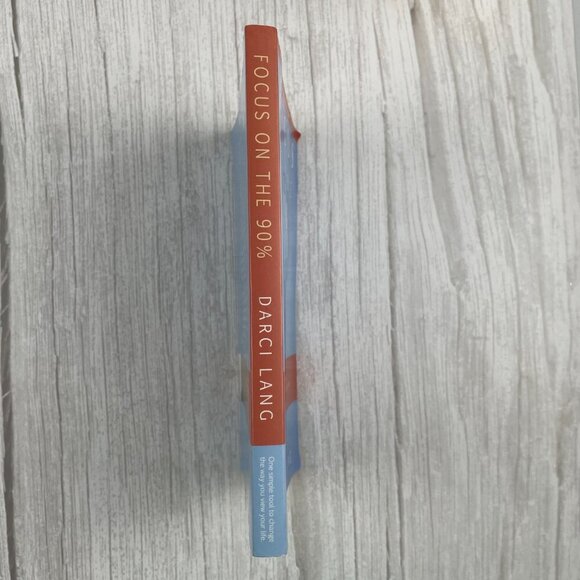 FOCUS ON THE 90%
DARCI LANG
One simple tool to change
the way you view your life.